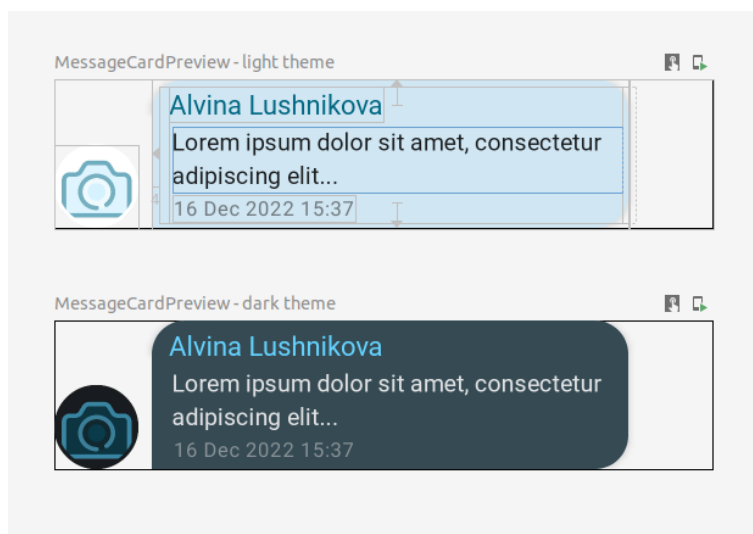 MessageCardPreview - light theme
Alvina Lushnikova
Lorem ipsum dolor sit amet, consectetur
adipiscing elit...
4
16 Dec 2022 15:37
MessageCardPreview - dark theme
Alvina Lushnikova
Lorem ipsum dolor sit amet, consectetur
adipiscing elit...
16 Dec 2022 15:37